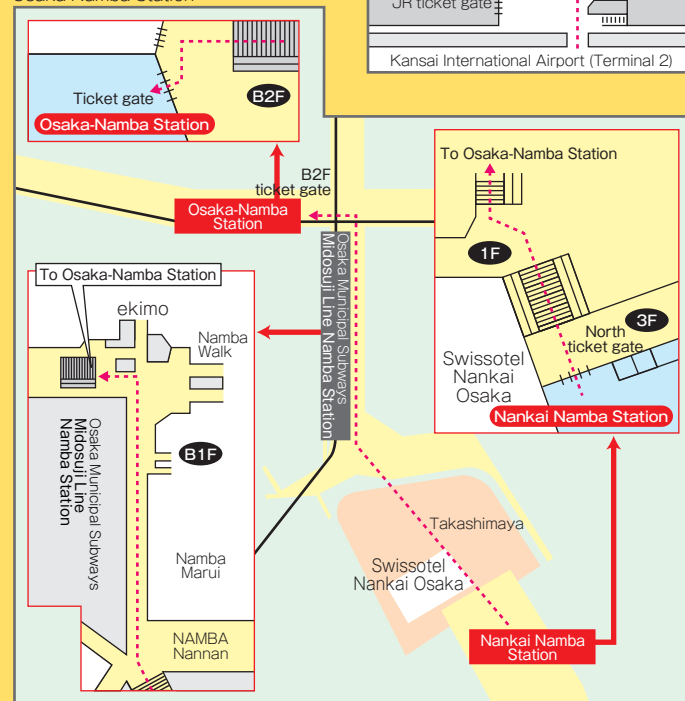 Osaka-Namba Station
JR ticket gate
Kansai International Airport (Terminal 2)
Ticket gate
B2F
Osaka-Namba Station
B2F
ticket gate
Osaka-Namba
Station
To Osaka-Namba Station
1F
3F
North
ticket gate
Swissotel
Nankai
Osaka
Nankai Namba Station
Osaka Municipal Subways
Midosuji Line Namba Station
To Osaka-Namba Station
ekimo
Namba
Walk
Osaka Municipal Subways
Midosuji Line
Namba Station
B1F
Namba
Marui
NAMBA
Nannan
Takashimaya
Swissotel
Nankai Osaka
Nankai Namba
Station